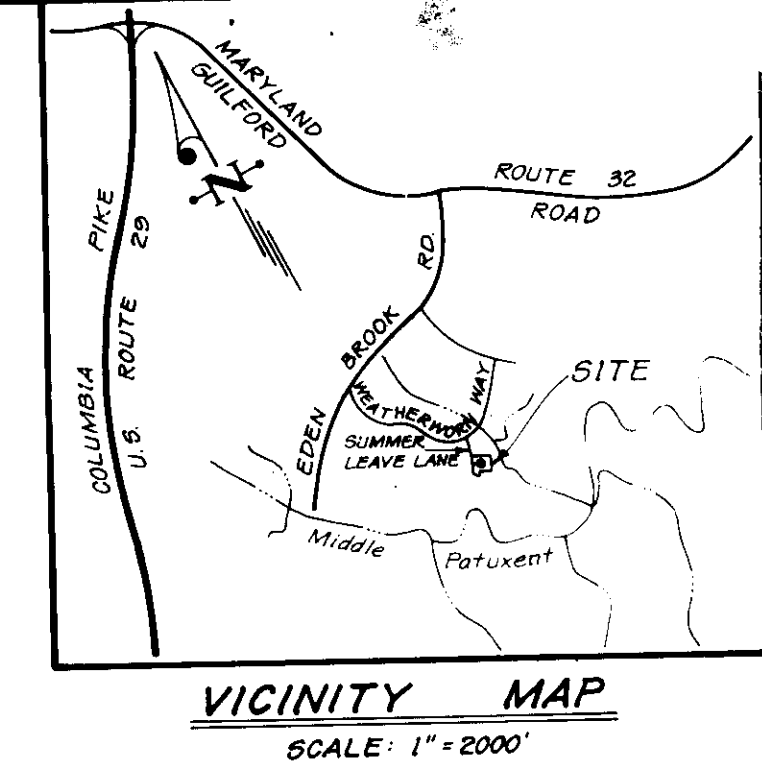 MARYLAND
GUILFORD
ROUTE 32
ROAD
N
COLUMBIA PIKE
U.S. ROUTE 29
EDEN BROOK RD.
WEATHERWORN WAY
SITE
SUMMER
LEAVE LANE
Middle Patuxent
VICINITY MAP
SCALE: 1" = 2000'